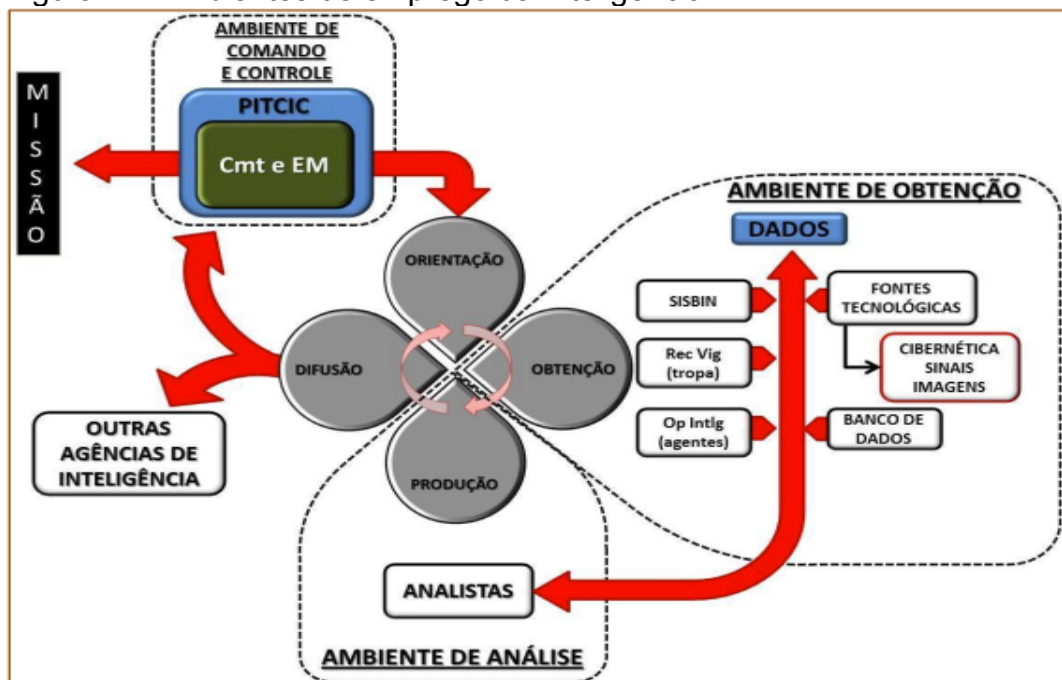 AMBIENTE DE
COMANDO
E CONTROLE
MISSÃO
PITCIC
Cmt e EM
AMBIENTE DE OBTENÇÃO
DADOS
ORIENTAÇÃO
SISBIN
FONTES
TECNOLÓGICAS
Rec Vig
(tropa)
CIBERNÉTICA
SINAIS
IMAGENS
DIFUSÃO
OBTENÇÃO
Op Intlg
(agentes)
BANCO DE
DADOS
OUTRAS
AGÊNCIAS DE
INTELIGÊNCIA
PRODUÇÃO
ANALISTAS
AMBIENTE DE ANÁLISE